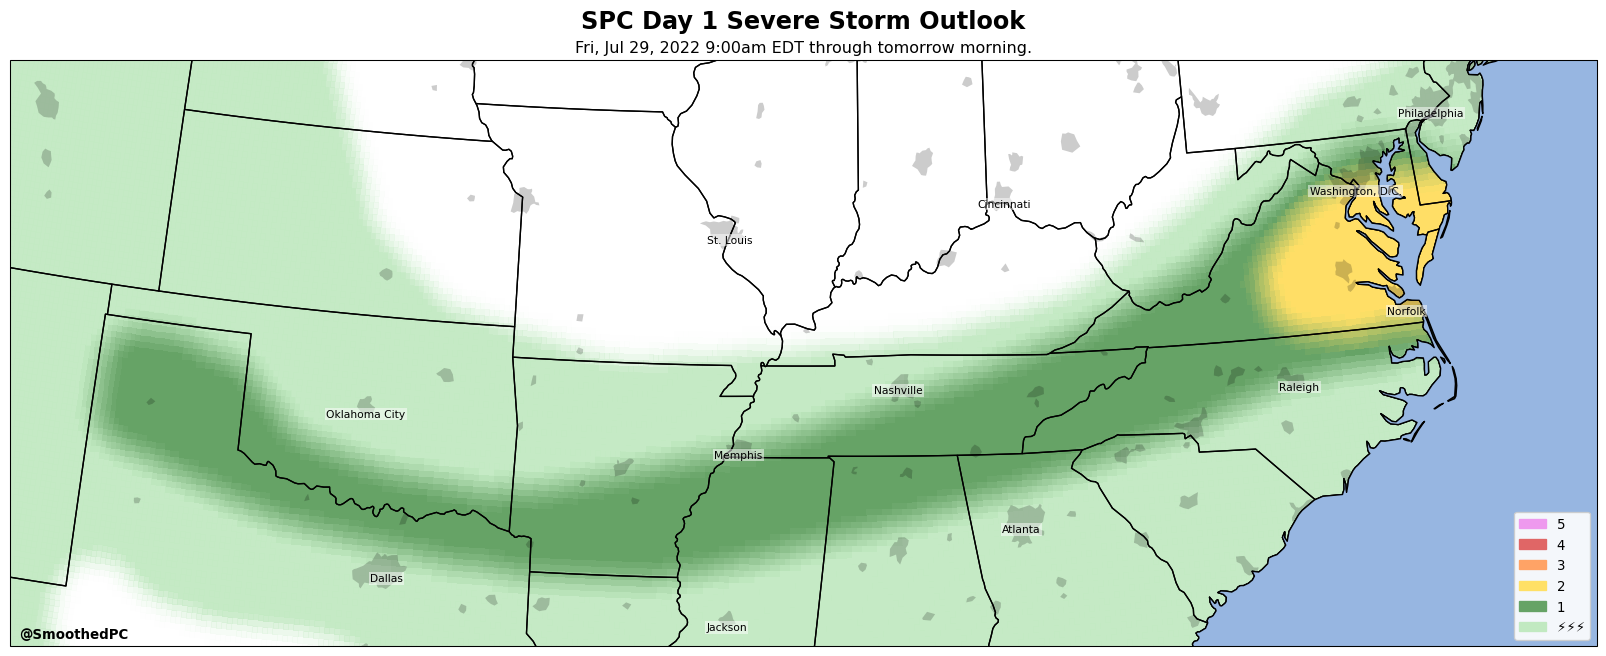 SPC Day 1 Severe Storm Outlook
Fri, Jul 29, 2022 9:00am EDT through tomorrow morning.
Philadelphia
Washington, D.C.
Cincinnati
St. Louis
Norfolk
Raleigh
Nashville
Oklahoma City
Memphis
Atlanta
Dallas
Jackson
5
4
3
2
1
⚡⚡⚡
@SmoothedPC